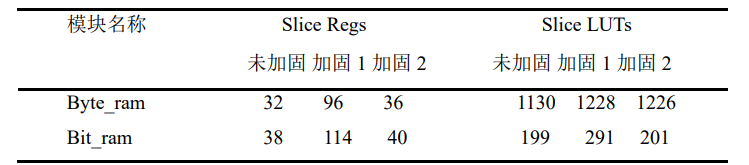 模块名称 Slice Regs Slice LUTs
未加固 加固 1 加固 2 未加固 加固 1 加固 2
Byte_ram 32 96 36 1130 1228 1226
Bit_ram 38 114 40 199 291 201